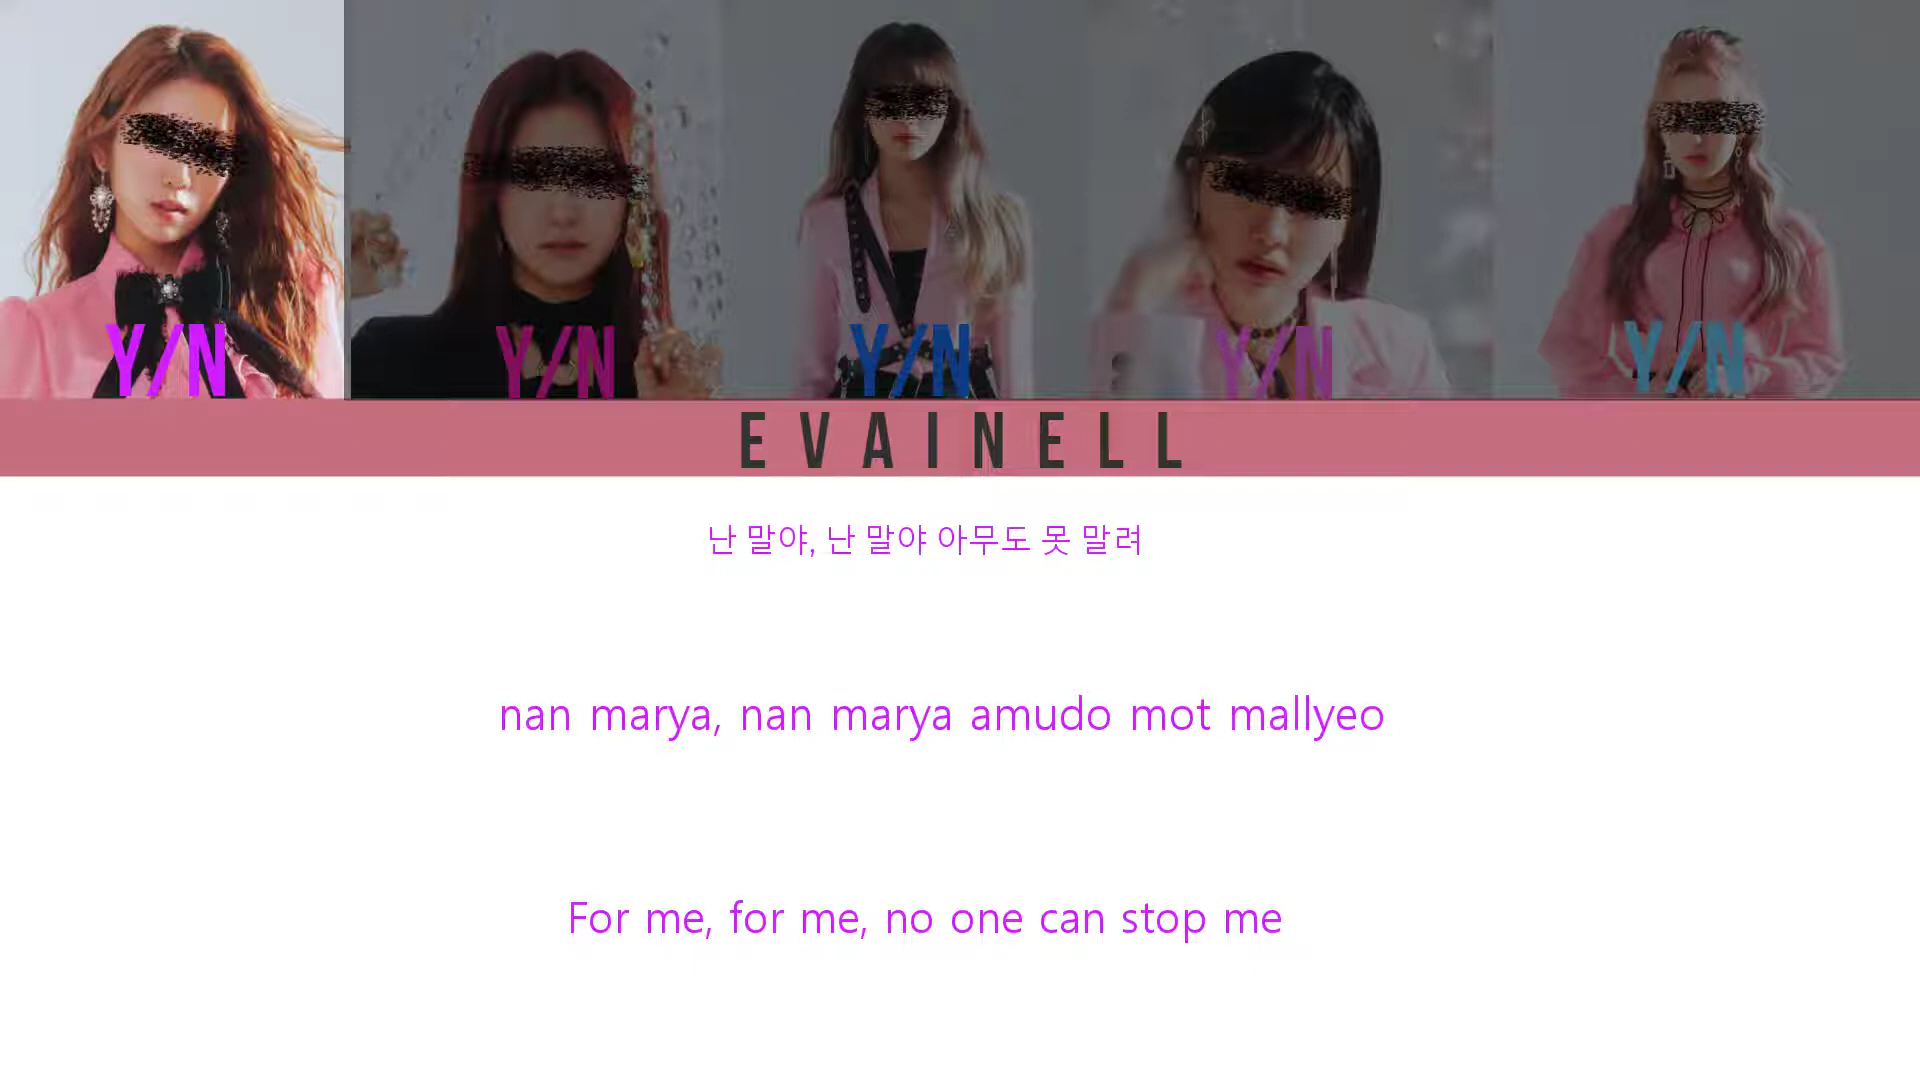 Y/N Y/N Y/N Y/N Y/N
EVAINELL
난 말야, 난 말야 아무도 못 말려
nan marya, nan marya amudo mot mallyeo
For me, for me, no one can stop me